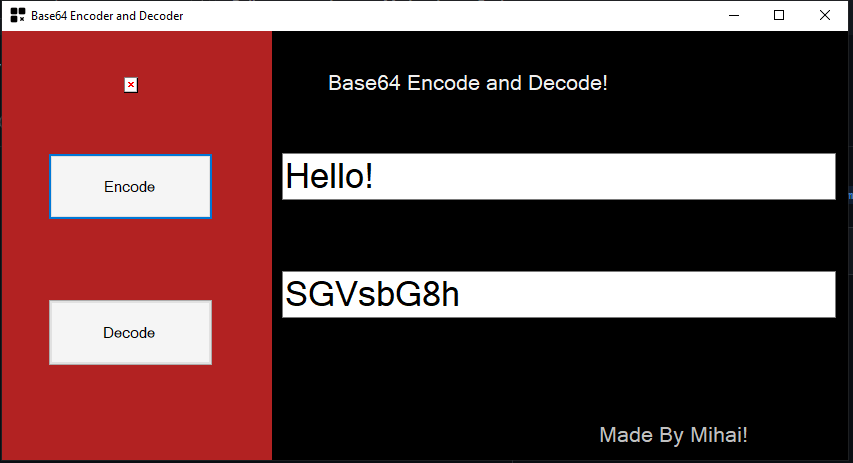 Base64 Encoder and Decoder
Base64 Encode and Decode!
Encode
Hello!
SGVsbG8h
Decode
Made By Mihai!